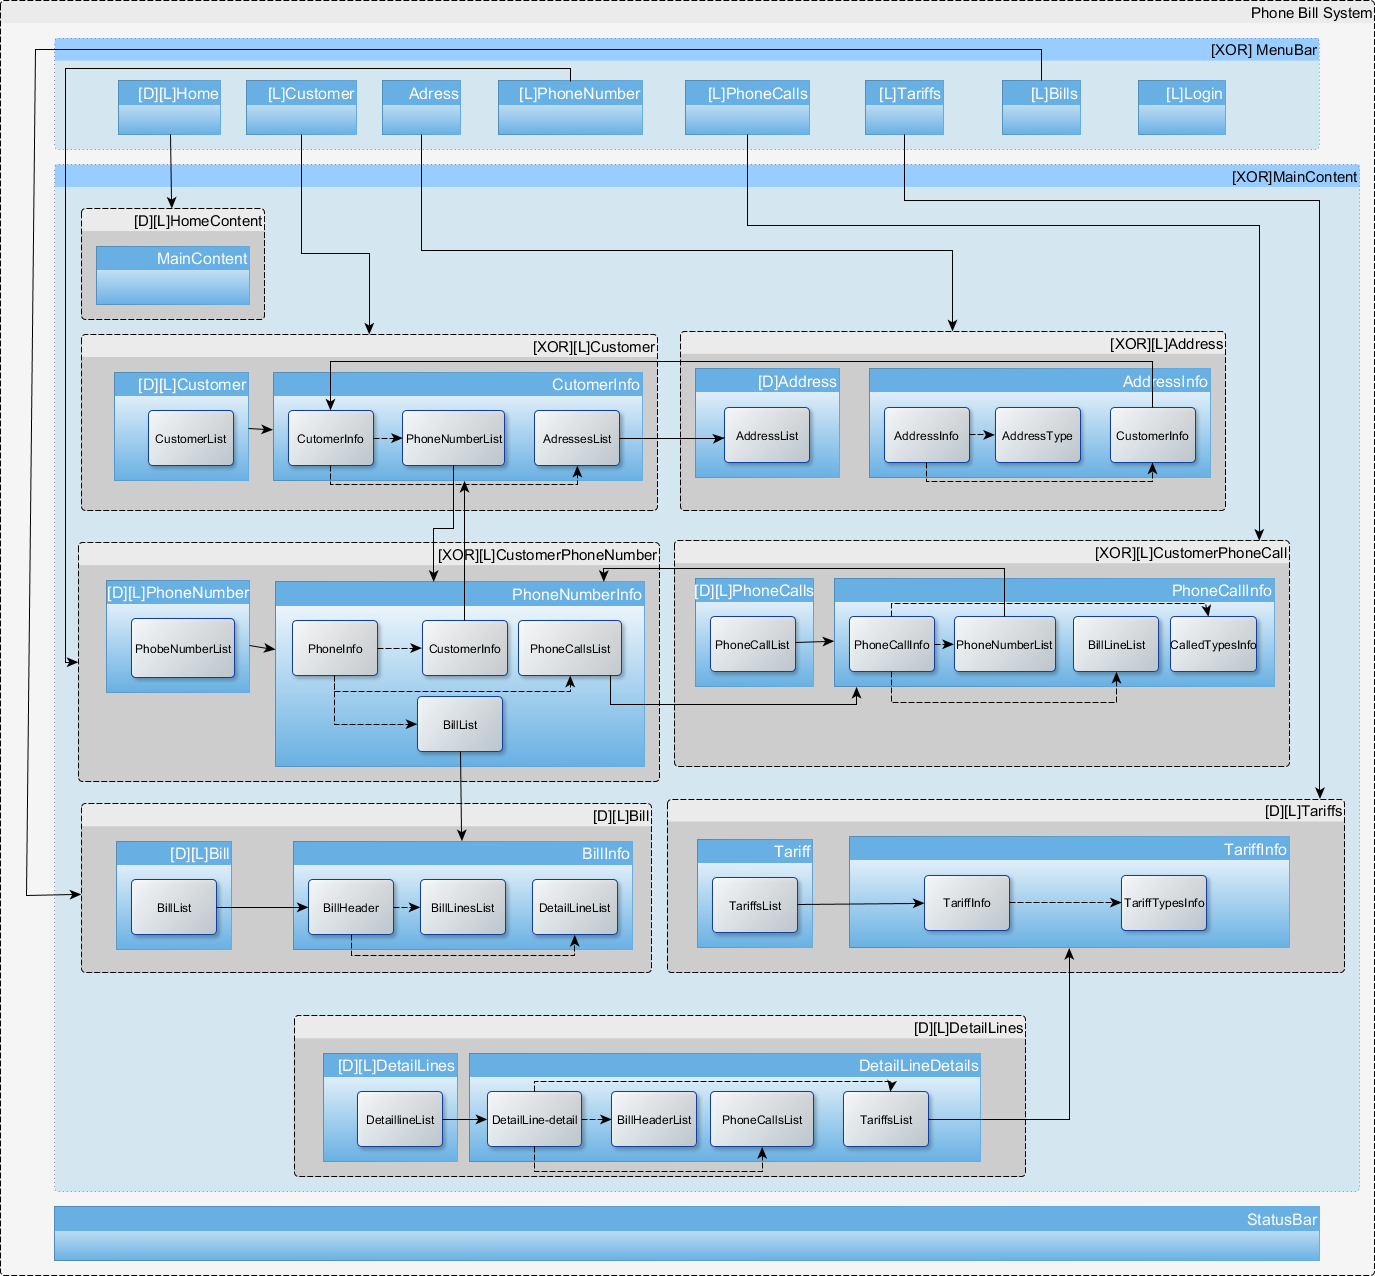 Phone Bill System
[XOR] MenuBar
[D][L]Home
[L]Customer
Adress
[L]PhoneNumber
[L]PhoneCalls
[L]Tariffs
[L]Bills
[L]Login
[XOR]MainContent
[D][L]HomeContent
MainContent
[XOR][L]Customer
[D][L]Customer
CustomerList
CutomerInfo
CutomerInfo
PhoneNumberList
AdressesList
[XOR][L]Address
[D]Address
AddressList
AddressInfo
AddressInfo
AddressType
CustomerInfo
[XOR][L]CustomerPhoneNumber
[D][L]PhoneNumber
PhobeNumberList
PhoneNumberInfo
PhoneInfo
CustomerInfo
PhoneCallsList
BillList
[XOR][L]CustomerPhoneCall
[D][L]PhoneCalls
PhoneCallList
PhoneCallInfo
PhoneCallInfo
PhoneNumberList
BillLineList
CalledTypesInfo
[D][L]Bill
[D][L]Bill
BillList
BillInfo
BillHeader
BillLinesList
DetailLineList
[D][L]Tariffs
Tariff
TariffsList
TariffInfo
TariffInfo
TariffTypesInfo
[D][L]DetailLines
[D][L]DetailLines
DetaillineList
DetailLineDetails
DetailLine-detail
BillHeaderList
PhoneCallsList
TariffsList
StatusBar